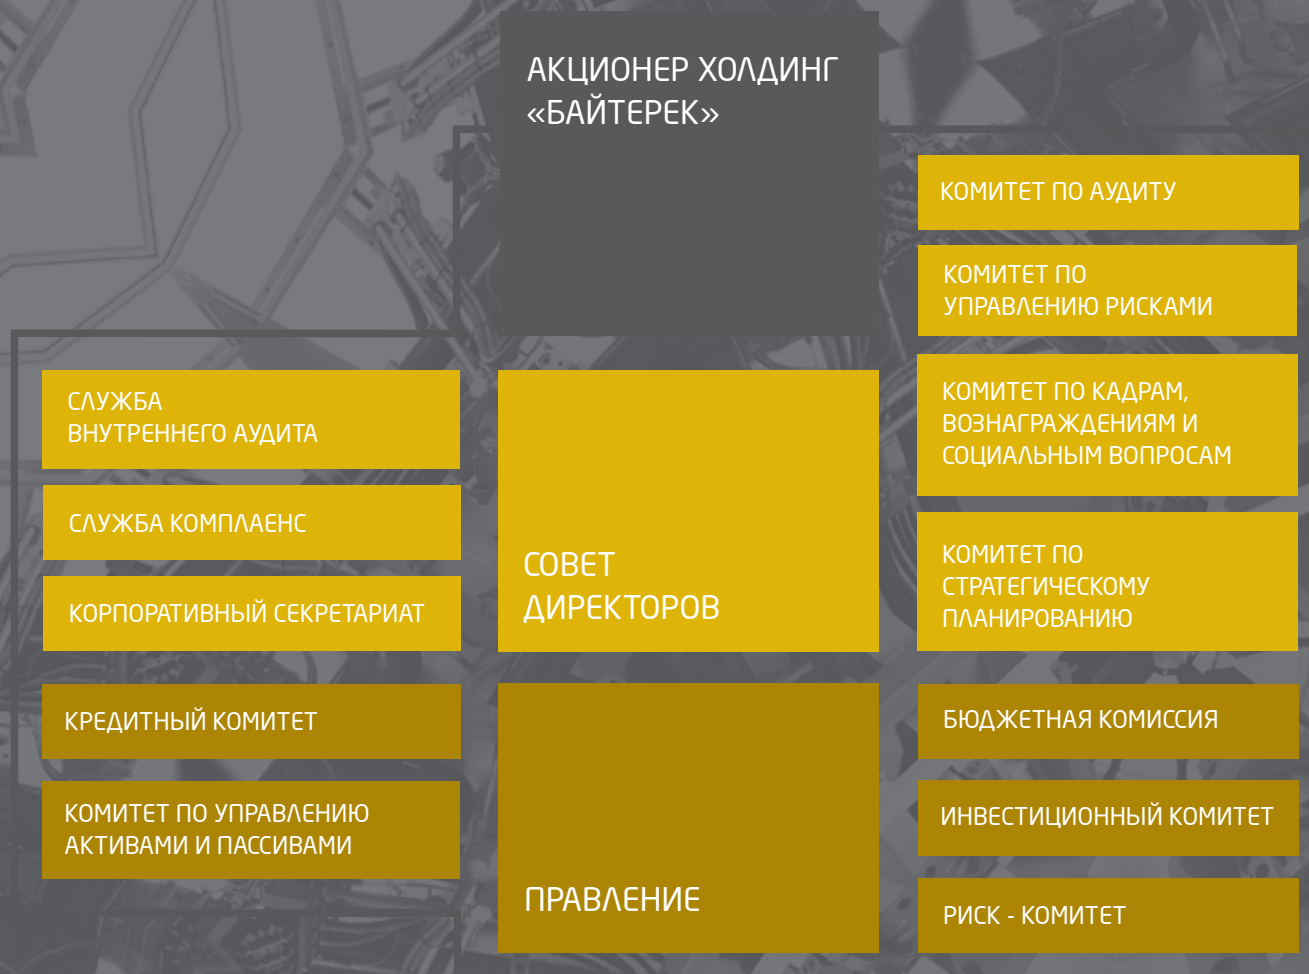 АКЦИОНЕР ХОЛДИНГ
«БАЙТЕРЕК»
КОМИТЕТ ПО АУДИТУ
КОМИТЕТ ПО
УПРАВЛЕНИЮ РИСКАМИ
КОМИТЕТ ПО КАДРАМ,
ВОЗНАГРАЖДЕНИЯМ И
СОЦИАЛЬНЫМ ВОПРОСАМ
КОМИТЕТ ПО
СТРАТЕГИЧЕСКОМУ
ПЛАНИРОВАНИЮ
СЛУЖБА
ВНУТРЕННЕГО АУДИТА
СЛУЖБА КОМПЛАЕНС
КОРПОРАТИВНЫЙ СЕКРЕТАРИАТ
СОВЕТ
ДИРЕКТОРОВ
КРЕДИТНЫЙ КОМИТЕТ
КОМИТЕТ ПО УПРАВЛЕНИЮ
АКТИВАМИ И ПАССИВАМИ
ПРАВЛЕНИЕ
БЮДЖЕТНАЯ КОМИССИЯ
ИНВЕСТИЦИОННЫЙ КОМИТЕТ
РИСК - КОМИТЕТ